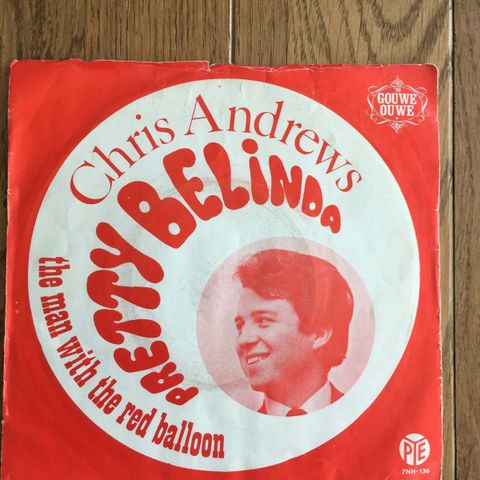 'N
GOUWE
OUWE
Chris Andrews
PRETTY BELINDA
the man with the red balloon
PYE
7NH-136